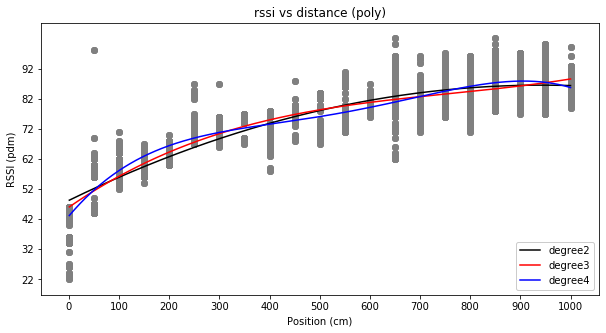 rssi vs distance (poly)
RSSI (pdm)
92
82
72
62
52
42
32
22
degree2
degree3
degree4
0 100 200 300 400 500 600 700 800 900 1000
Position (cm)